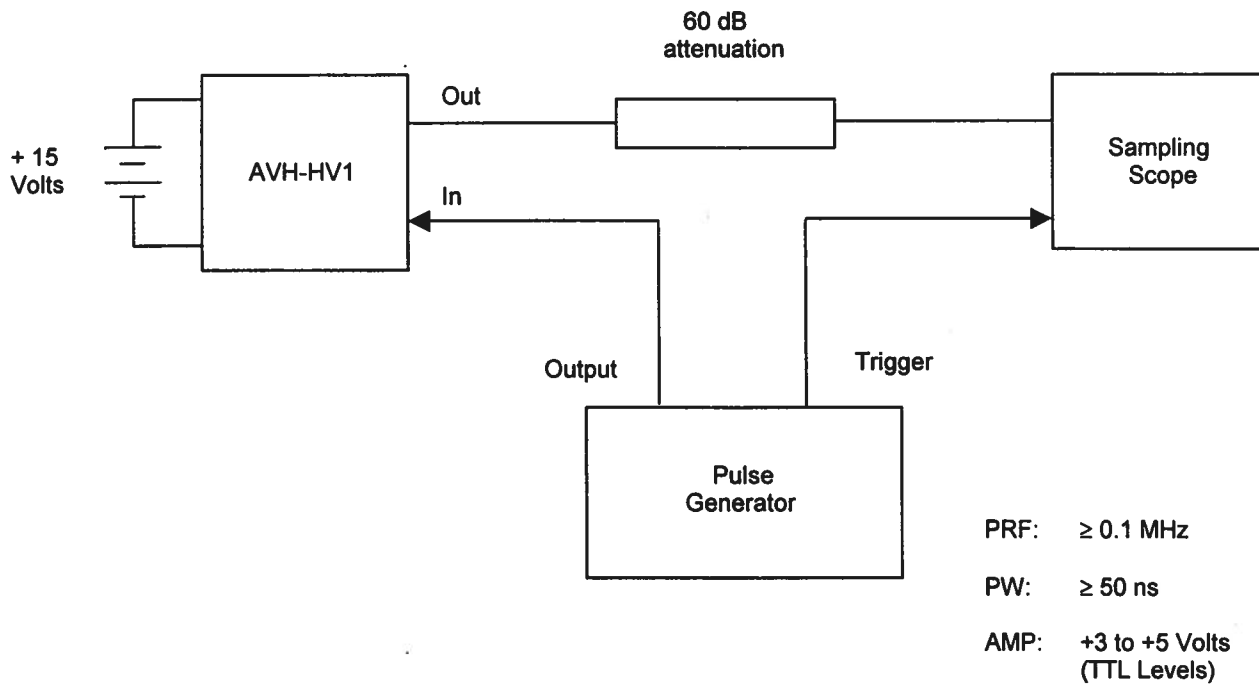 60 dB
attenuation
Out
+ 15
Volts
AVH-HV1
Sampling
Scope
In
Output
Trigger
Pulse
Generator
PRF: ≥ 0.1 MHz
PW: ≥ 50 ns
AMP: +3 to +5 Volts
(TTL Levels)